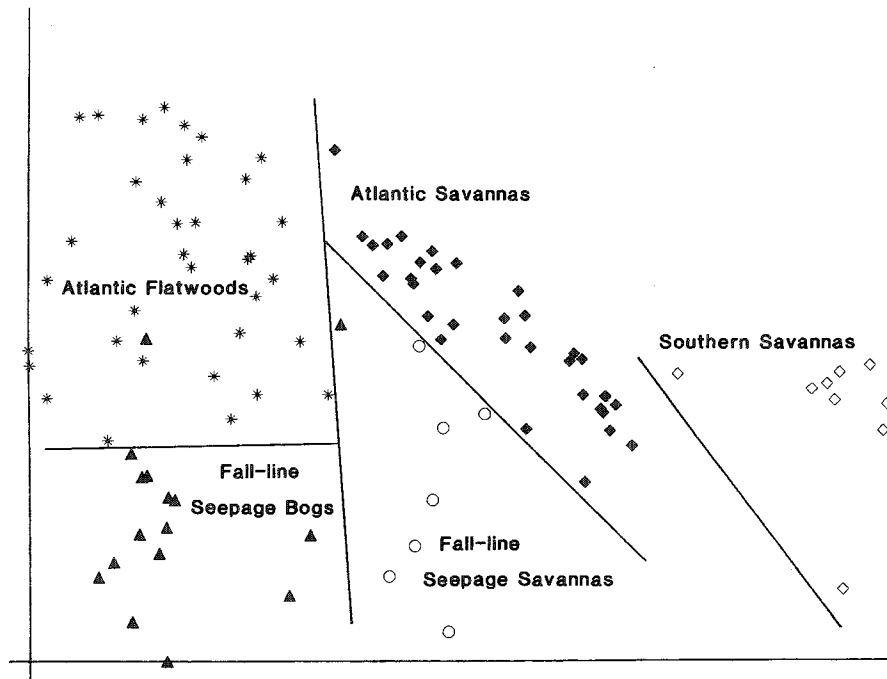 Atlantic Savannas
Atlantic Flatwoods
Southern Savannas
Fall-line
Seepage Bogs
Fall-line
Seepage Savannas